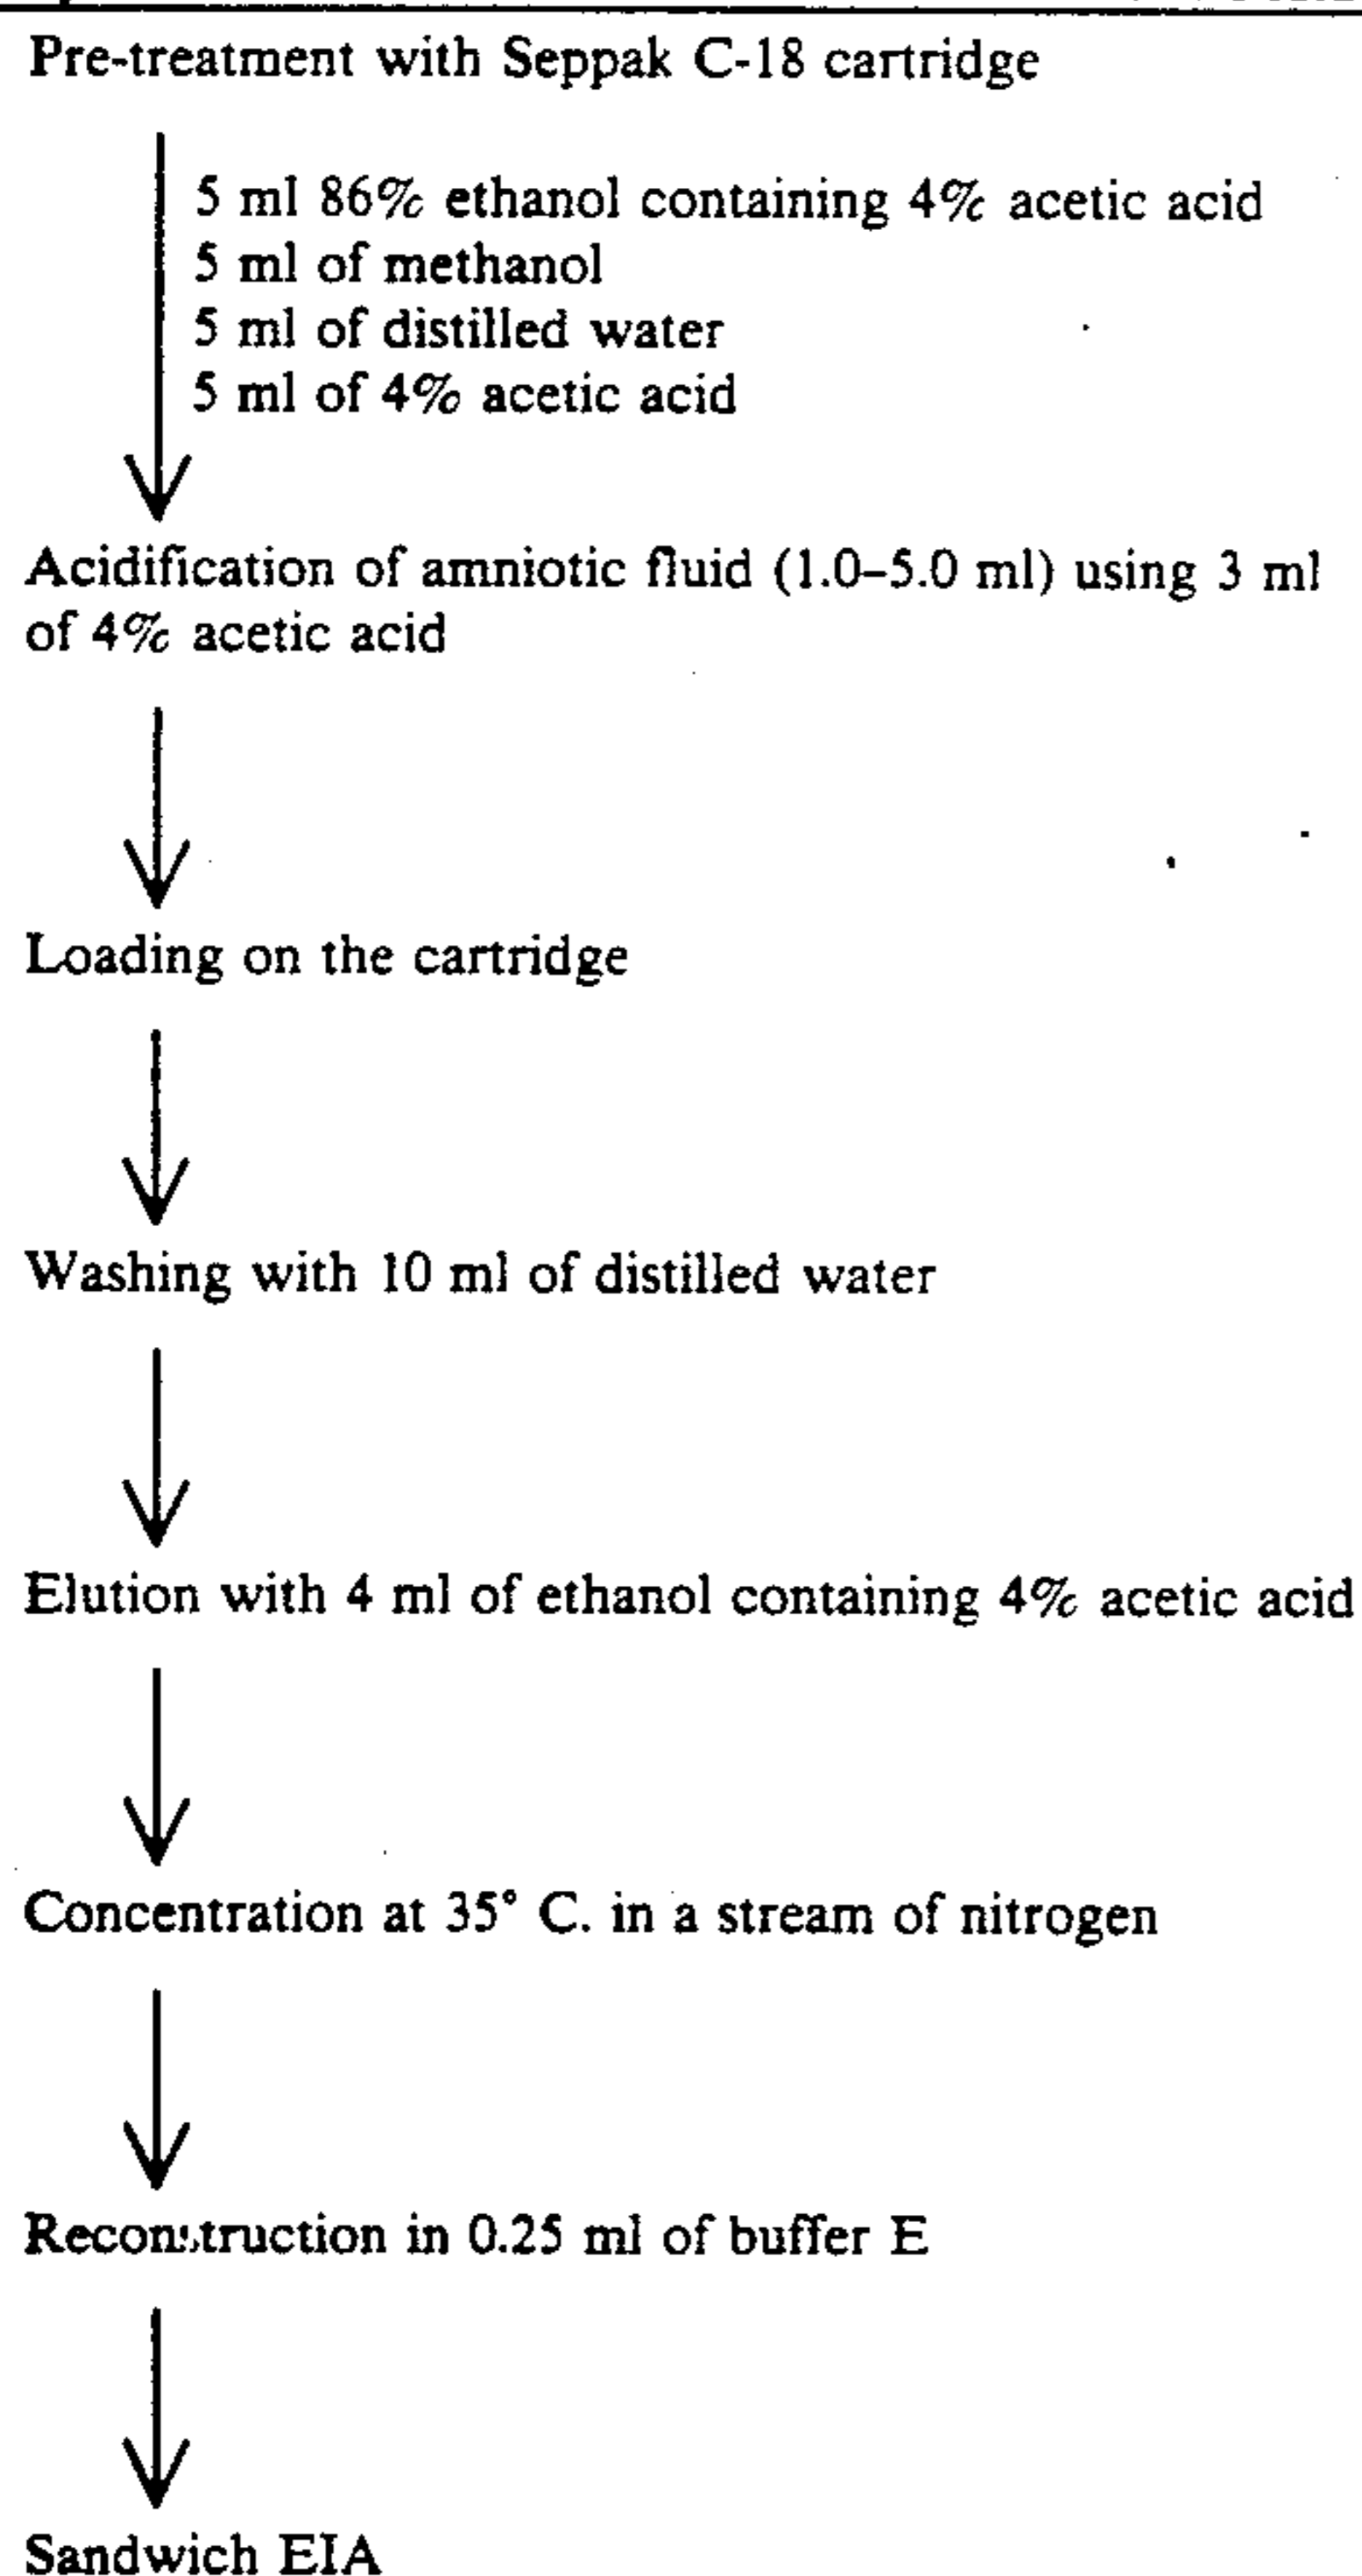 Pre-treatment with Seppak C-18 cartridge
5 ml 86% ethanol containing 4% acetic acid
5 ml of methanol
5 ml of distilled water
5 ml of 4% acetic acid
Acidification of amniotic fluid (1.0–5.0 ml) using 3 ml
of 4% acetic acid
Loading on the cartridge
Washing with 10 ml of distilled water
Elution with 4 ml of ethanol containing 4% acetic acid
Concentration at 35° C. in a stream of nitrogen
Reconstruction in 0.25 ml of buffer E
Sandwich EIA